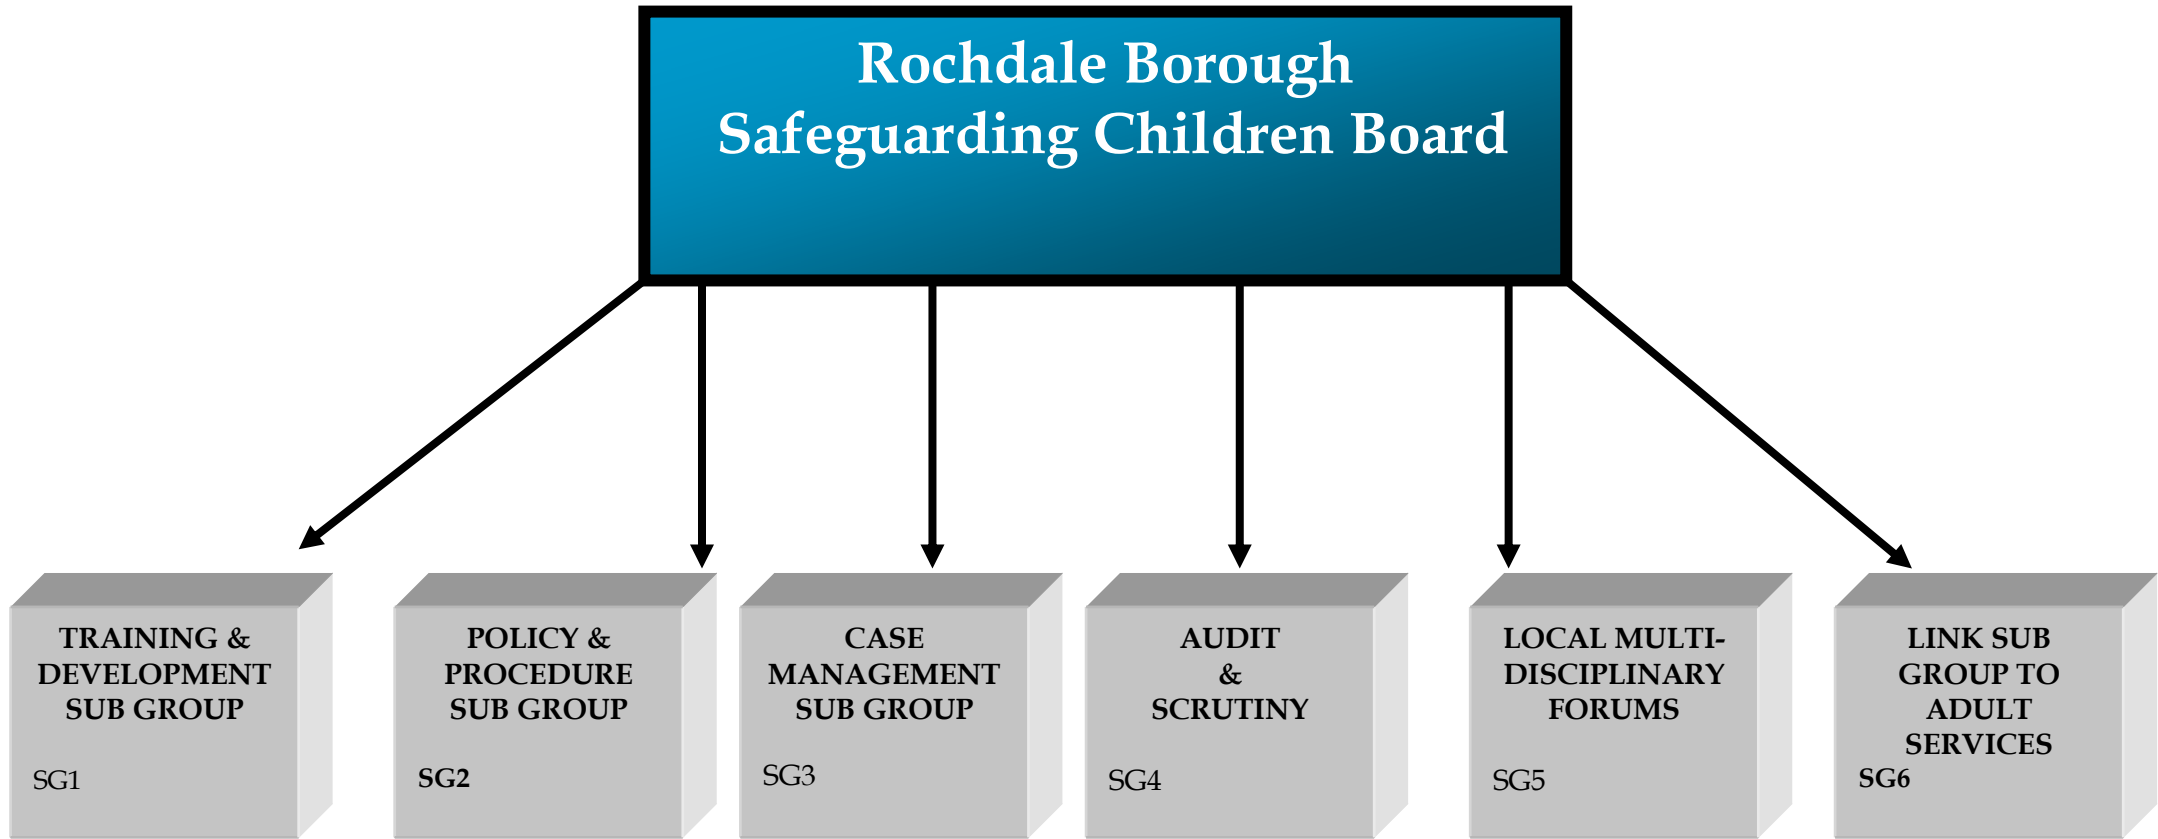 Rochdale Borough
Safeguarding Children Board
TRAINING &
DEVELOPMENT
SUB GROUP
SG1
POLICY &
PROCEDURE
SUB GROUP
SG2
CASE
MANAGEMENT
SUB GROUP
SG3
AUDIT
&
SCRUTINY
SG4
LOCAL MULTI-
DISCIPLINARY
FORUMS
SG5
LINK SUB
GROUP TO
ADULT
SERVICES
SG6